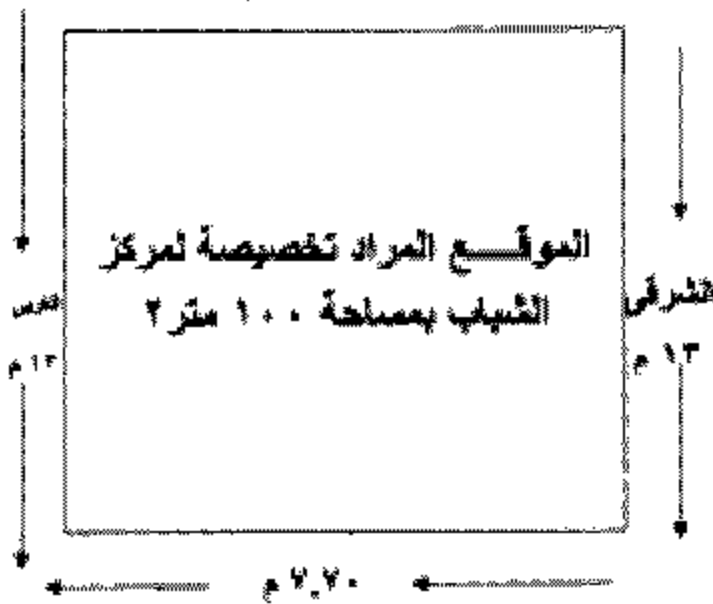 الموقـــع المراد تخصيصة لمركز
الشباب بمساحة ١٠٠ متر٢
الشرقي
١٣ م
١٣ م
٧.٧٠ م